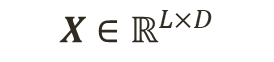 X ∈ ℝ^{L×D}